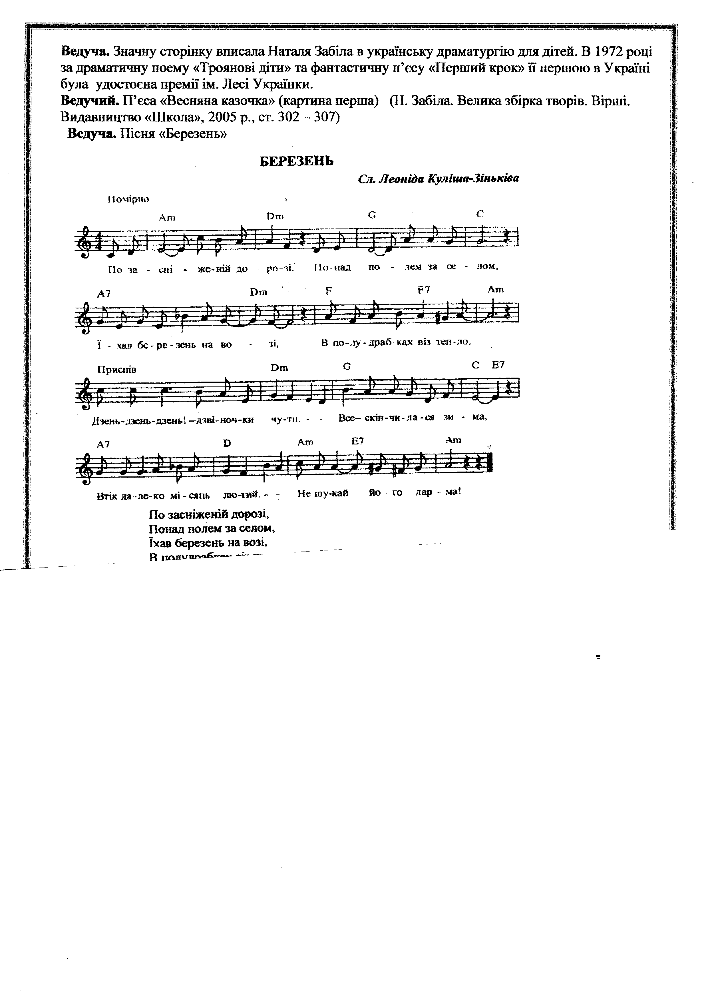 Ведуча. Значну сторінку вписала Наталя Забіла в українську драматургію для дітей. В 1972 році
за драматичну поему «Троянові діти» та фантастичну п’єсу «Перший крок» її першою в Україні
була удостоєна премії ім. Лесі Українки.
Ведучий. П’єса «Весняна казочка» (картина перша) (Н. Забіла. Велика збірка творів. Вірші.
Видавництво «Школа», 2005 р., ст. 302 – 307)
Ведуча. Пісня «Березень»
БЕРЕЗЕНЬ
Сл. Леоніда Куліша-Зіньківа
Помірно
Am Dm G C
4
4
По за - сні - же-ній до - ро-зі. По-над по - лем за се - лом,
A7 Dm F F7 Am
Ї - хав бе-ре-зень на во - зі, В по-лу-драб-ках віз теп-ло.
Приспів Dm G C E7
Дзень-дзень-дзень! –дзві-ноч-ки чу-ти. - - Все– скін-чи-ла-ся зи - ма,
A7 D Am E7 Am
Втік да-ле-ко мі-сяць лю-тий. - - Не шу-кай йо-го дар-ма!
По засніженій дорозі,
Понад полем за селом,
Їхав березень на возі,
В